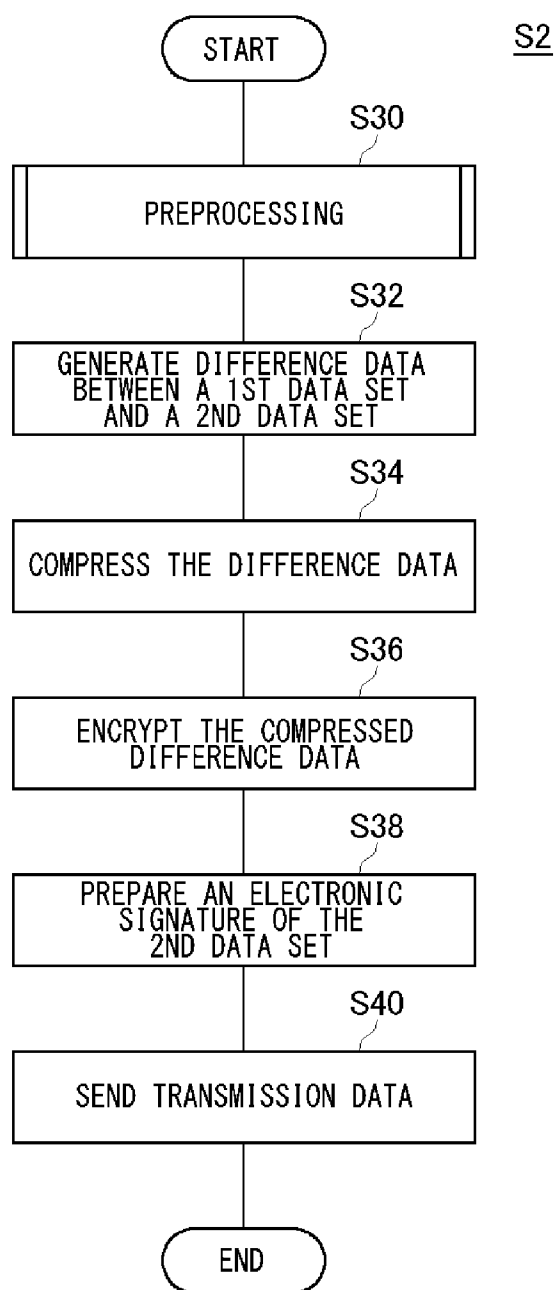 START
S2
S30
PREPROCESSING
S32
GENERATE DIFFERENCE DATA
BETWEEN A 1ST DATA SET
AND A 2ND DATA SET
S34
COMPRESS THE DIFFERENCE DATA
S36
ENCRYPT THE COMPRESSED
DIFFERENCE DATA
S38
PREPARE AN ELECTRONIC
SIGNATURE OF THE
2ND DATA SET
S40
SEND TRANSMISSION DATA
END